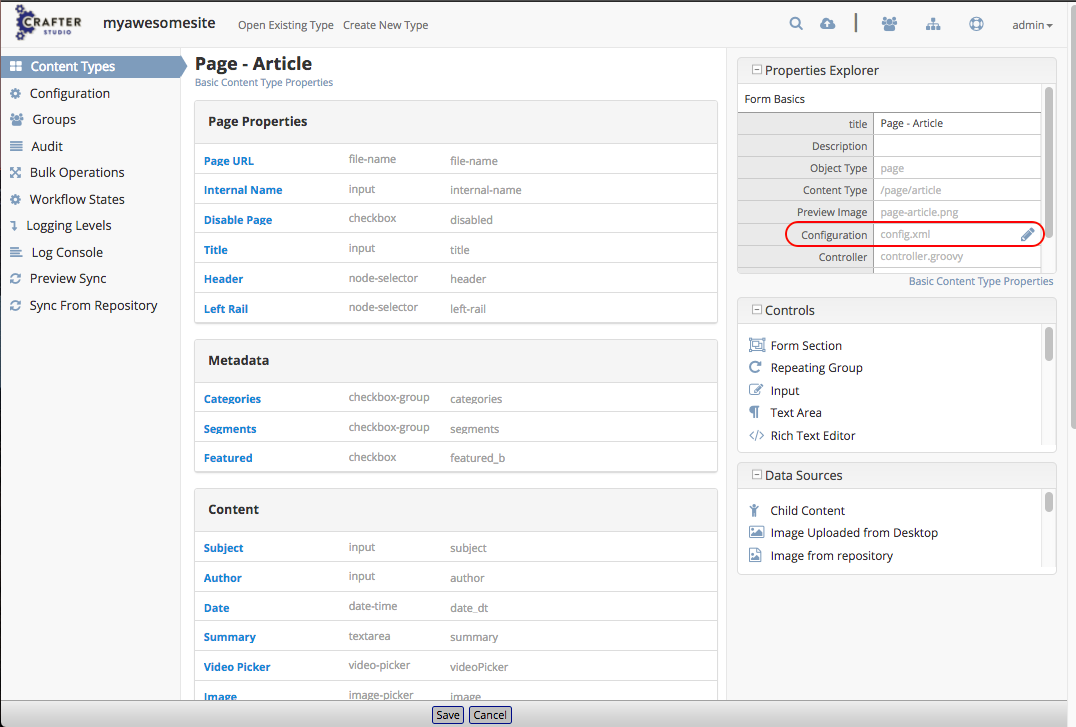 CRAFTER STUDIO myawesomesite Open Existing Type Create New Type admin
Content Types
Configuration
Groups
Audit
Bulk Operations
Workflow States
Logging Levels
Log Console
Preview Sync
Sync From Repository
Page - Article
Basic Content Type Properties
Page Properties
Page URL file-name file-name
Internal Name input internal-name
Disable Page checkbox disabled
Title input title
Header node-selector header
Left Rail node-selector left-rail
Metadata
Categories checkbox-group categories
Segments checkbox-group segments
Featured checkbox featured_b
Content
Subject input subject
Author input author
Date date-time date_dt
Summary textarea summary
Video Picker video-picker videoPicker
Image image-picker image
Properties Explorer
Form Basics
title Page - Article
Description
Object Type page
Content Type /page/article
Preview Image page-article.png
Configuration config.xml
Controller controller.groovy
Basic Content Type Properties
Controls
Form Section
Repeating Group
Input
Text Area
Rich Text Editor
Data Sources
Child Content
Image Uploaded from Desktop
Image from repository
Save Cancel